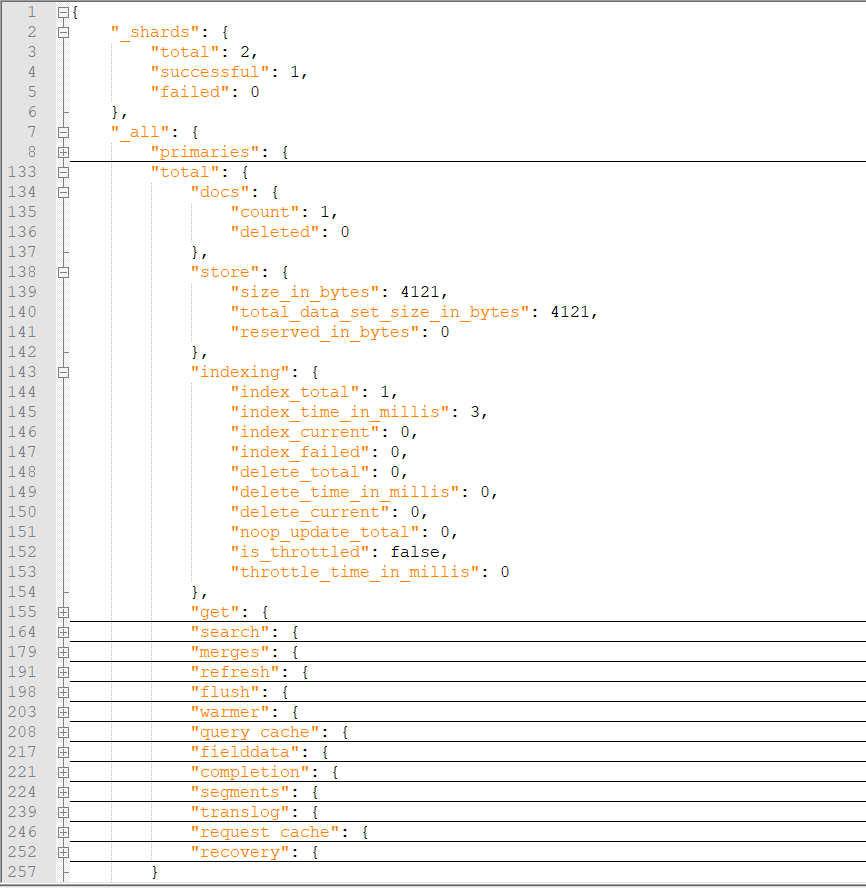 1 {
2 "_shards": {
3 "total": 2,
4 "successful": 1,
5 "failed": 0
6 },
7 "_all": {
8 "primaries": {
133 "total": {
134 "docs": {
135 "count": 1,
136 "deleted": 0
137 },
138 "store": {
139 "size_in_bytes": 4121,
140 "total_data_set_size_in_bytes": 4121,
141 "reserved_in_bytes": 0
142 },
143 "indexing": {
144 "index_total": 1,
145 "index_time_in_millis": 3,
146 "index_current": 0,
147 "index_failed": 0,
148 "delete_total": 0,
149 "delete_time_in_millis": 0,
150 "delete_current": 0,
151 "noop_update_total": 0,
152 "is_throttled": false,
153 "throttle_time_in_millis": 0
154 },
155 "get": {
164 "search": {
179 "merges": {
191 "refresh": {
198 "flush": {
203 "warmer": {
208 "query_cache": {
217 "fielddata": {
221 "completion": {
224 "segments": {
239 "translog": {
246 "request_cache": {
252 "recovery": {
257 }